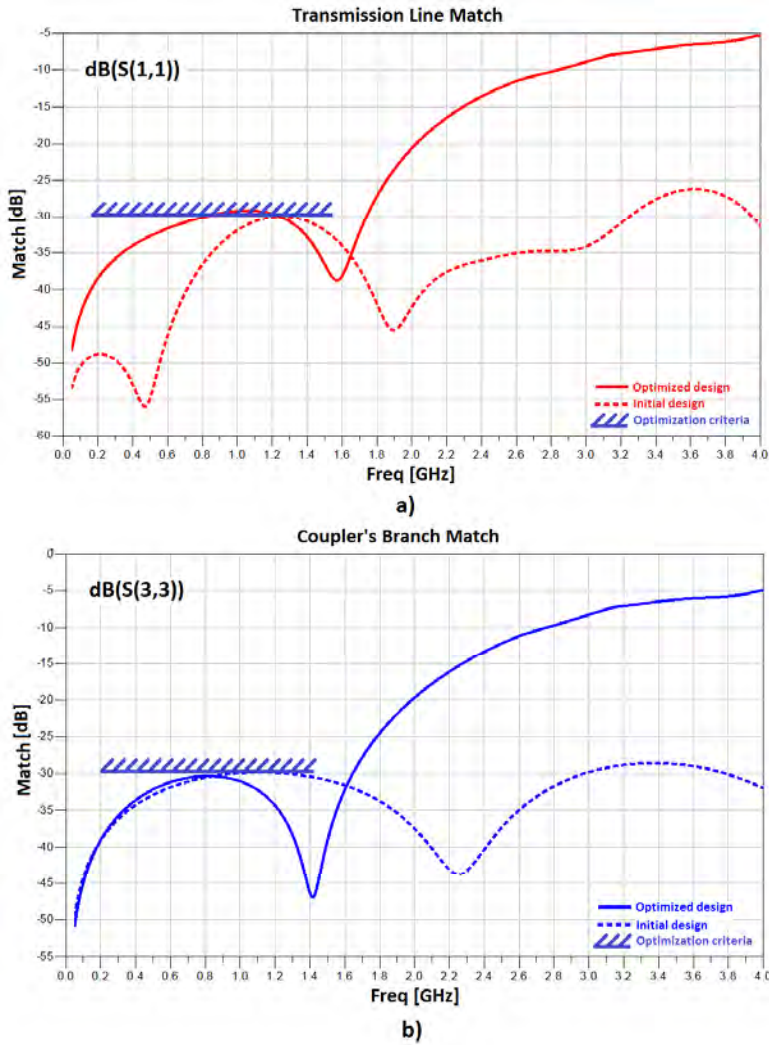 Transmission Line Match
dB(S(1,1))
Match [dB]
-5
-10
-15
-20
-25
-30
-35
-40
-45
-50
-55
-60
Optimized design
Initial design
Optimization criteria
0.0 0.2 0.4 0.6 0.8 1.0 1.2 1.4 1.6 1.8 2.0 2.2 2.4 2.6 2.8 3.0 3.2 3.4 3.6 3.8 4.0
Freq [GHz]
a)
Coupler's Branch Match
dB(S(3,3))
Match [dB]
0
-5
-10
-15
-20
-25
-30
-35
-40
-45
-50
-55
Optimized design
Initial design
Optimization criteria
0.0 0.2 0.4 0.6 0.8 1.0 1.2 1.4 1.6 1.8 2.0 2.2 2.4 2.6 2.8 3.0 3.2 3.4 3.6 3.8 4.0
Freq [GHz]
b)